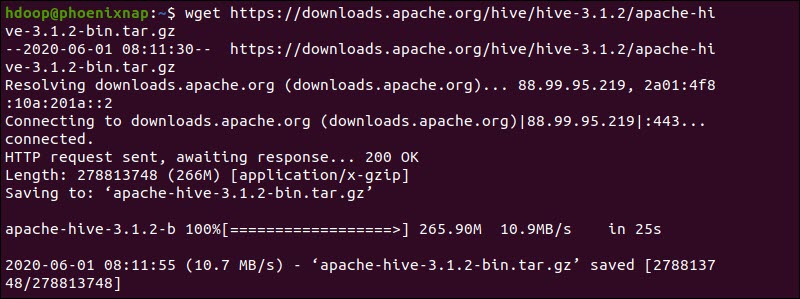 hdoop@phoenixnap:~$ wget https://downloads.apache.org/hive/hive-3.1.2/apache-hi
ve-3.1.2-bin.tar.gz
--2020-06-01 08:11:30--  https://downloads.apache.org/hive/hive-3.1.2/apache-hi
ve-3.1.2-bin.tar.gz
Resolving downloads.apache.org (downloads.apache.org)... 88.99.95.219, 2a01:4f8
:10a:201a::2
Connecting to downloads.apache.org (downloads.apache.org)|88.99.95.219|:443...
connected.
HTTP request sent, awaiting response... 200 OK
Length: 278813748 (266M) [application/x-gzip]
Saving to: ‘apache-hive-3.1.2-bin.tar.gz’
apache-hive-3.1.2-b 100%[==================>] 265.90M  10.9MB/s    in 25s
2020-06-01 08:11:55 (10.7 MB/s) - ‘apache-hive-3.1.2-bin.tar.gz’ saved [2788137
48/278813748]